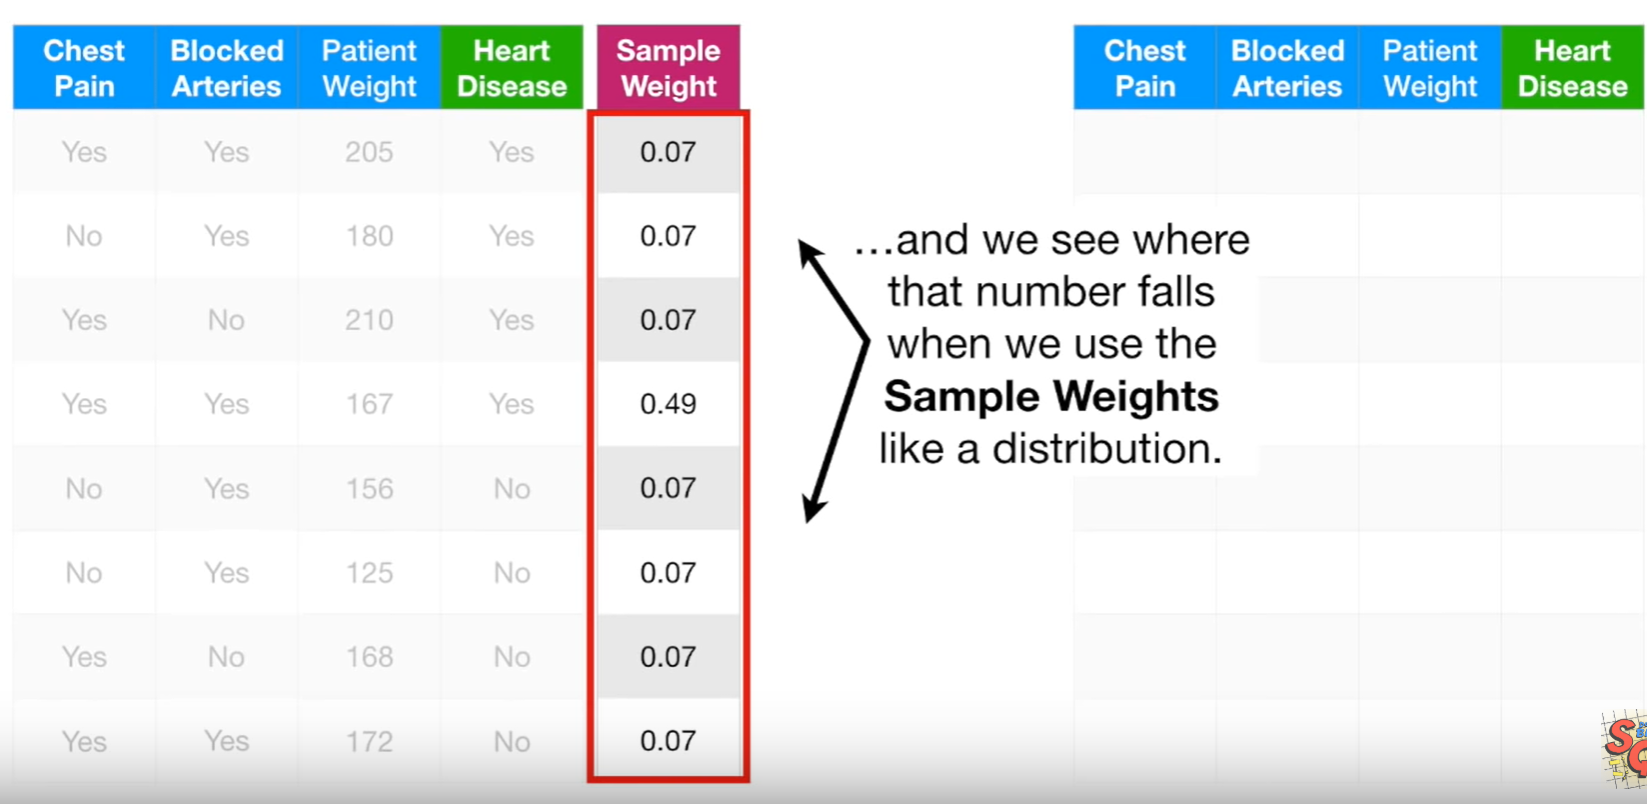 Chest Pain Blocked Arteries Patient Weight Heart Disease Sample Weight
Yes Yes 205 Yes 0.07
No Yes 180 Yes 0.07
Yes No 210 Yes 0.07
Yes Yes 167 Yes 0.49
No Yes 156 No 0.07
No Yes 125 No 0.07
Yes No 168 No 0.07
Yes Yes 172 No 0.07
...and we see where
that number falls
when we use the
Sample Weights
like a distribution.
Chest Pain Blocked Arteries Patient Weight Heart Disease